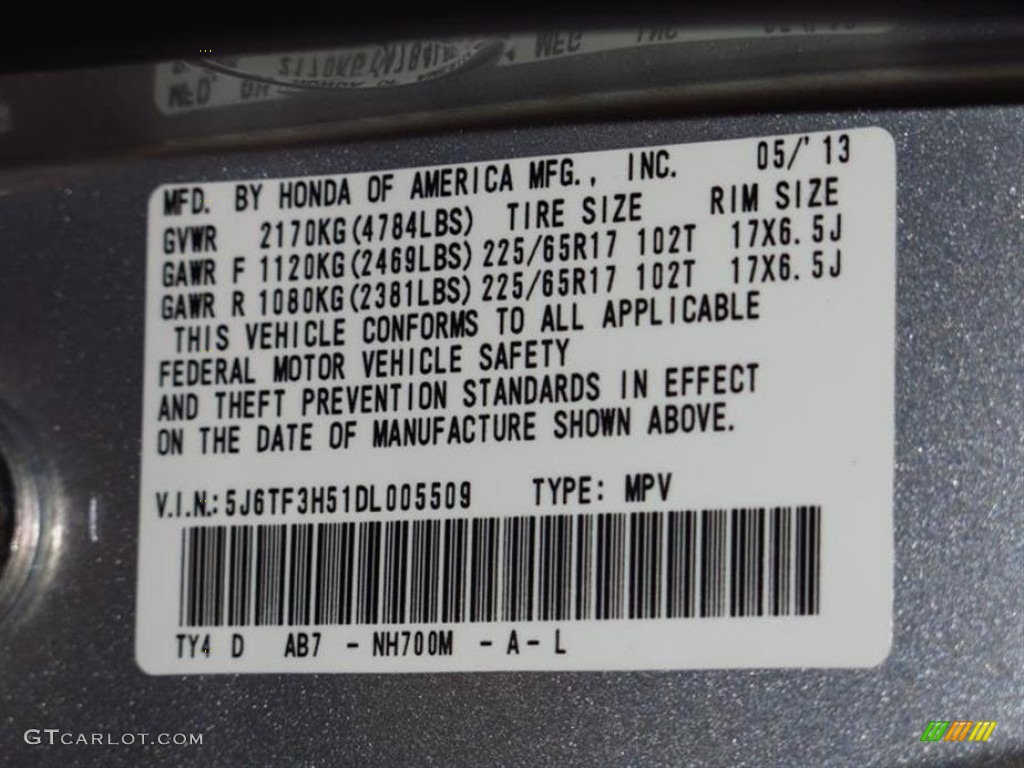 MFD. BY HONDA OF AMERICA MFG., INC. 05/'13
GVWR 2170KG(4784LBS) TIRE SIZE RIM SIZE
GAWR F 1120KG(2469LBS) 225/65R17 102T 17X6.5J
GAWR R 1080KG(2381LBS) 225/65R17 102T 17X6.5J
THIS VEHICLE CONFORMS TO ALL APPLICABLE
FEDERAL MOTOR VEHICLE SAFETY
AND THEFT PREVENTION STANDARDS IN EFFECT
ON THE DATE OF MANUFACTURE SHOWN ABOVE.
V.I.N.: 5J6TF3H51DL005509 TYPE: MPV
TY4 D AB7 - NH700M - A - L
GTCARLOT.COM